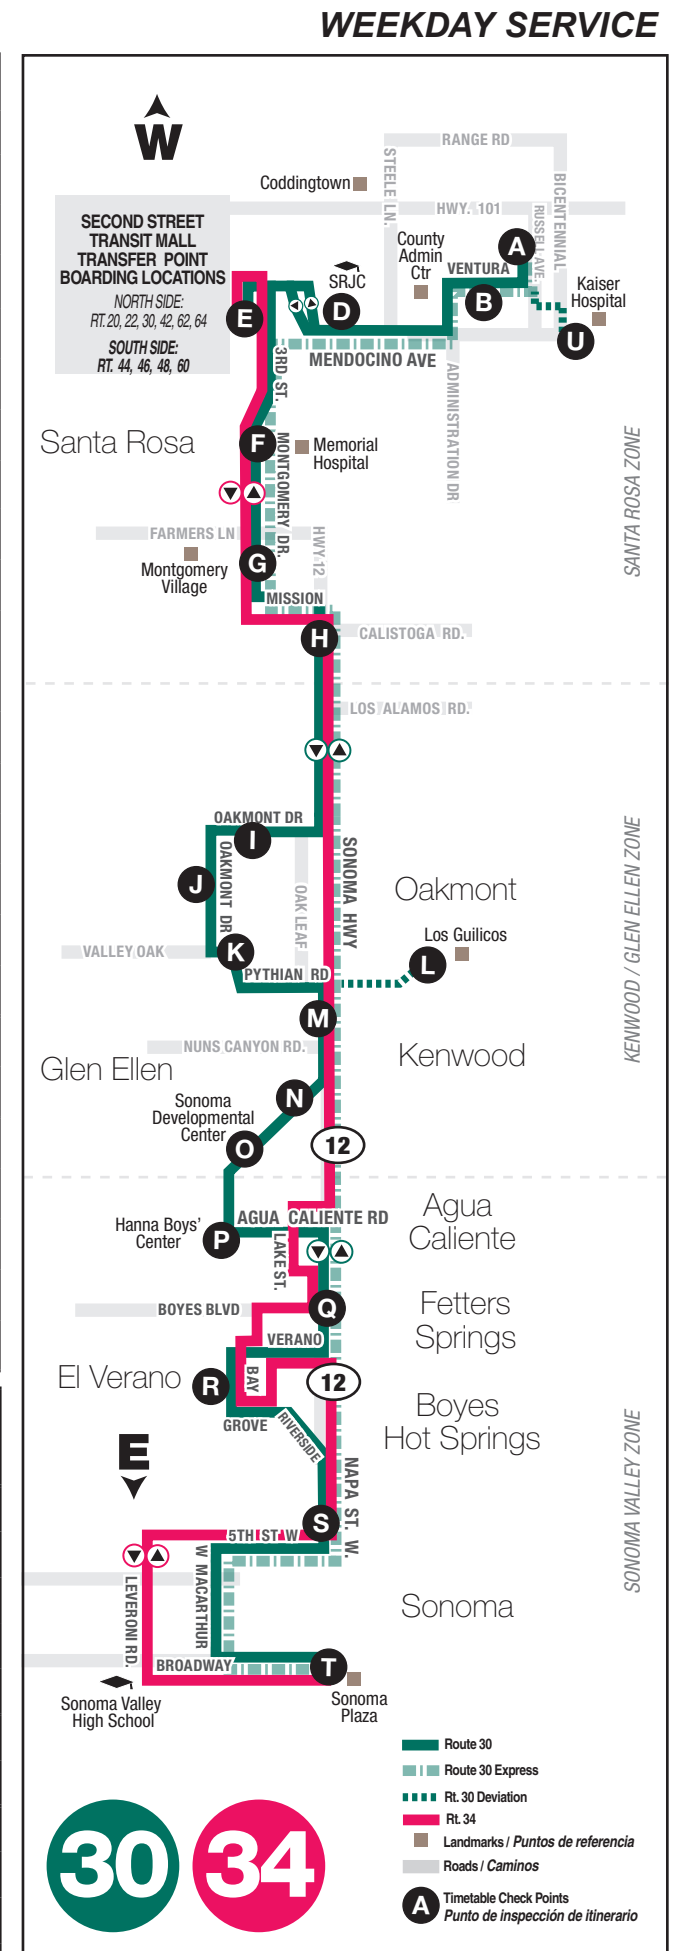 WEEKDAY SERVICE
W
RANGE RD
STEELE LN.
BICENTENNIAL
Coddingtown
HWY. 101
RUSSELL AVE.
SECOND STREET
TRANSIT MALL
TRANSFER POINT
BOARDING LOCATIONS
NORTH SIDE:
RT. 20, 22, 30, 42, 62, 64
SOUTH SIDE:
RT. 44, 46, 48, 60
County
Admin
Ctr
A
VENTURA
SRJC
Kaiser
Hospital
B
D
E
U
MENDOCINO AVE
3RD ST.
ADMINISTRATION DR
Santa Rosa
F
MONTGOMERY DR.
Memorial
Hospital
SANTA ROSA ZONE
FARMERS LN
HWY 12
Montgomery
Village
G
MISSION
H
CALISTOGA RD.
LOS ALAMOS RD.
OAKMONT DR
I
J
OAKMONT DR
OAK LEAF
SONOMA HWY
Oakmont
KENWOOD / GLEN ELLEN ZONE
VALLEY OAK
K
Los Guilicos
L
PYTHIAN RD
M
NUNS CANYON RD.
Glen Ellen
Kenwood
N
Sonoma
Developmental
Center
O
12
Hanna Boys'
Center
P
AGUA CALIENTE RD
Agua
Caliente
LAKE ST.
Q
BOYES BLVD
Fetters
Springs
VERANO
El Verano
R
BAY
12
GROVE
RIVERSIDE
Boyes
Hot Springs
E
NAPA ST. W.
SONOMA VALLEY ZONE
S
5TH ST W
LEVERONI RD.
W MACARTHUR
Sonoma
BROADWAY
T
Sonoma Valley
High School
Sonoma
Plaza
Route 30
Route 30 Express
Rt. 30 Deviation
Rt. 34
Landmarks / Puntos de referencia
Roads / Caminos
A
Timetable Check Points
Punto de inspección de itinerario
30
34